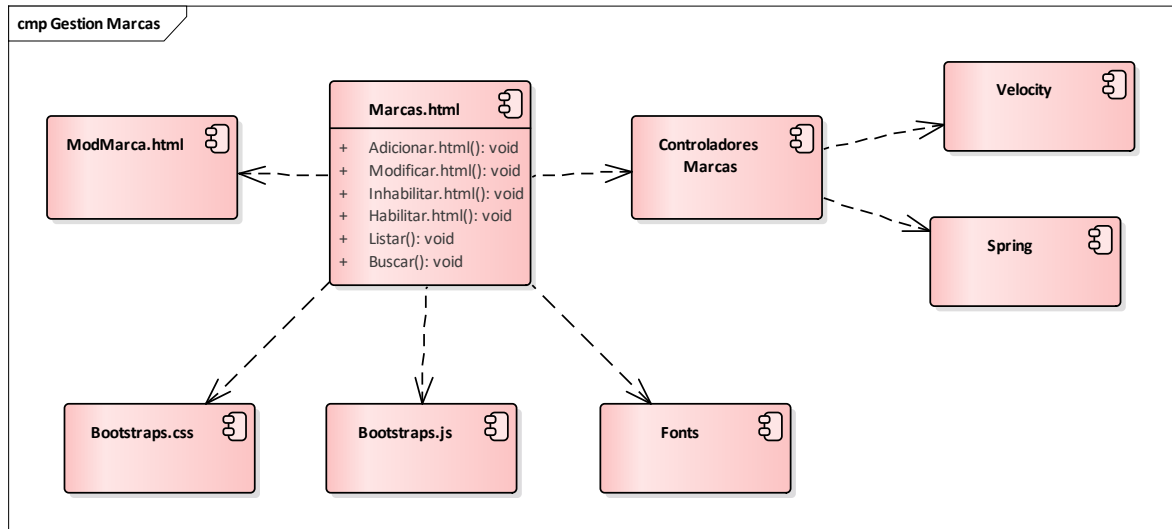 cmp Gestion Marcas
ModMarca.html
Marcas.html
+ Adicionar.html(): void
+ Modificar.html(): void
+ Inhabilitar.html(): void
+ Habilitar.html(): void
+ Listar(): void
+ Buscar(): void
Controladores
Marcas
Velocity
Spring
Bootstraps.css
Bootstraps.js
Fonts